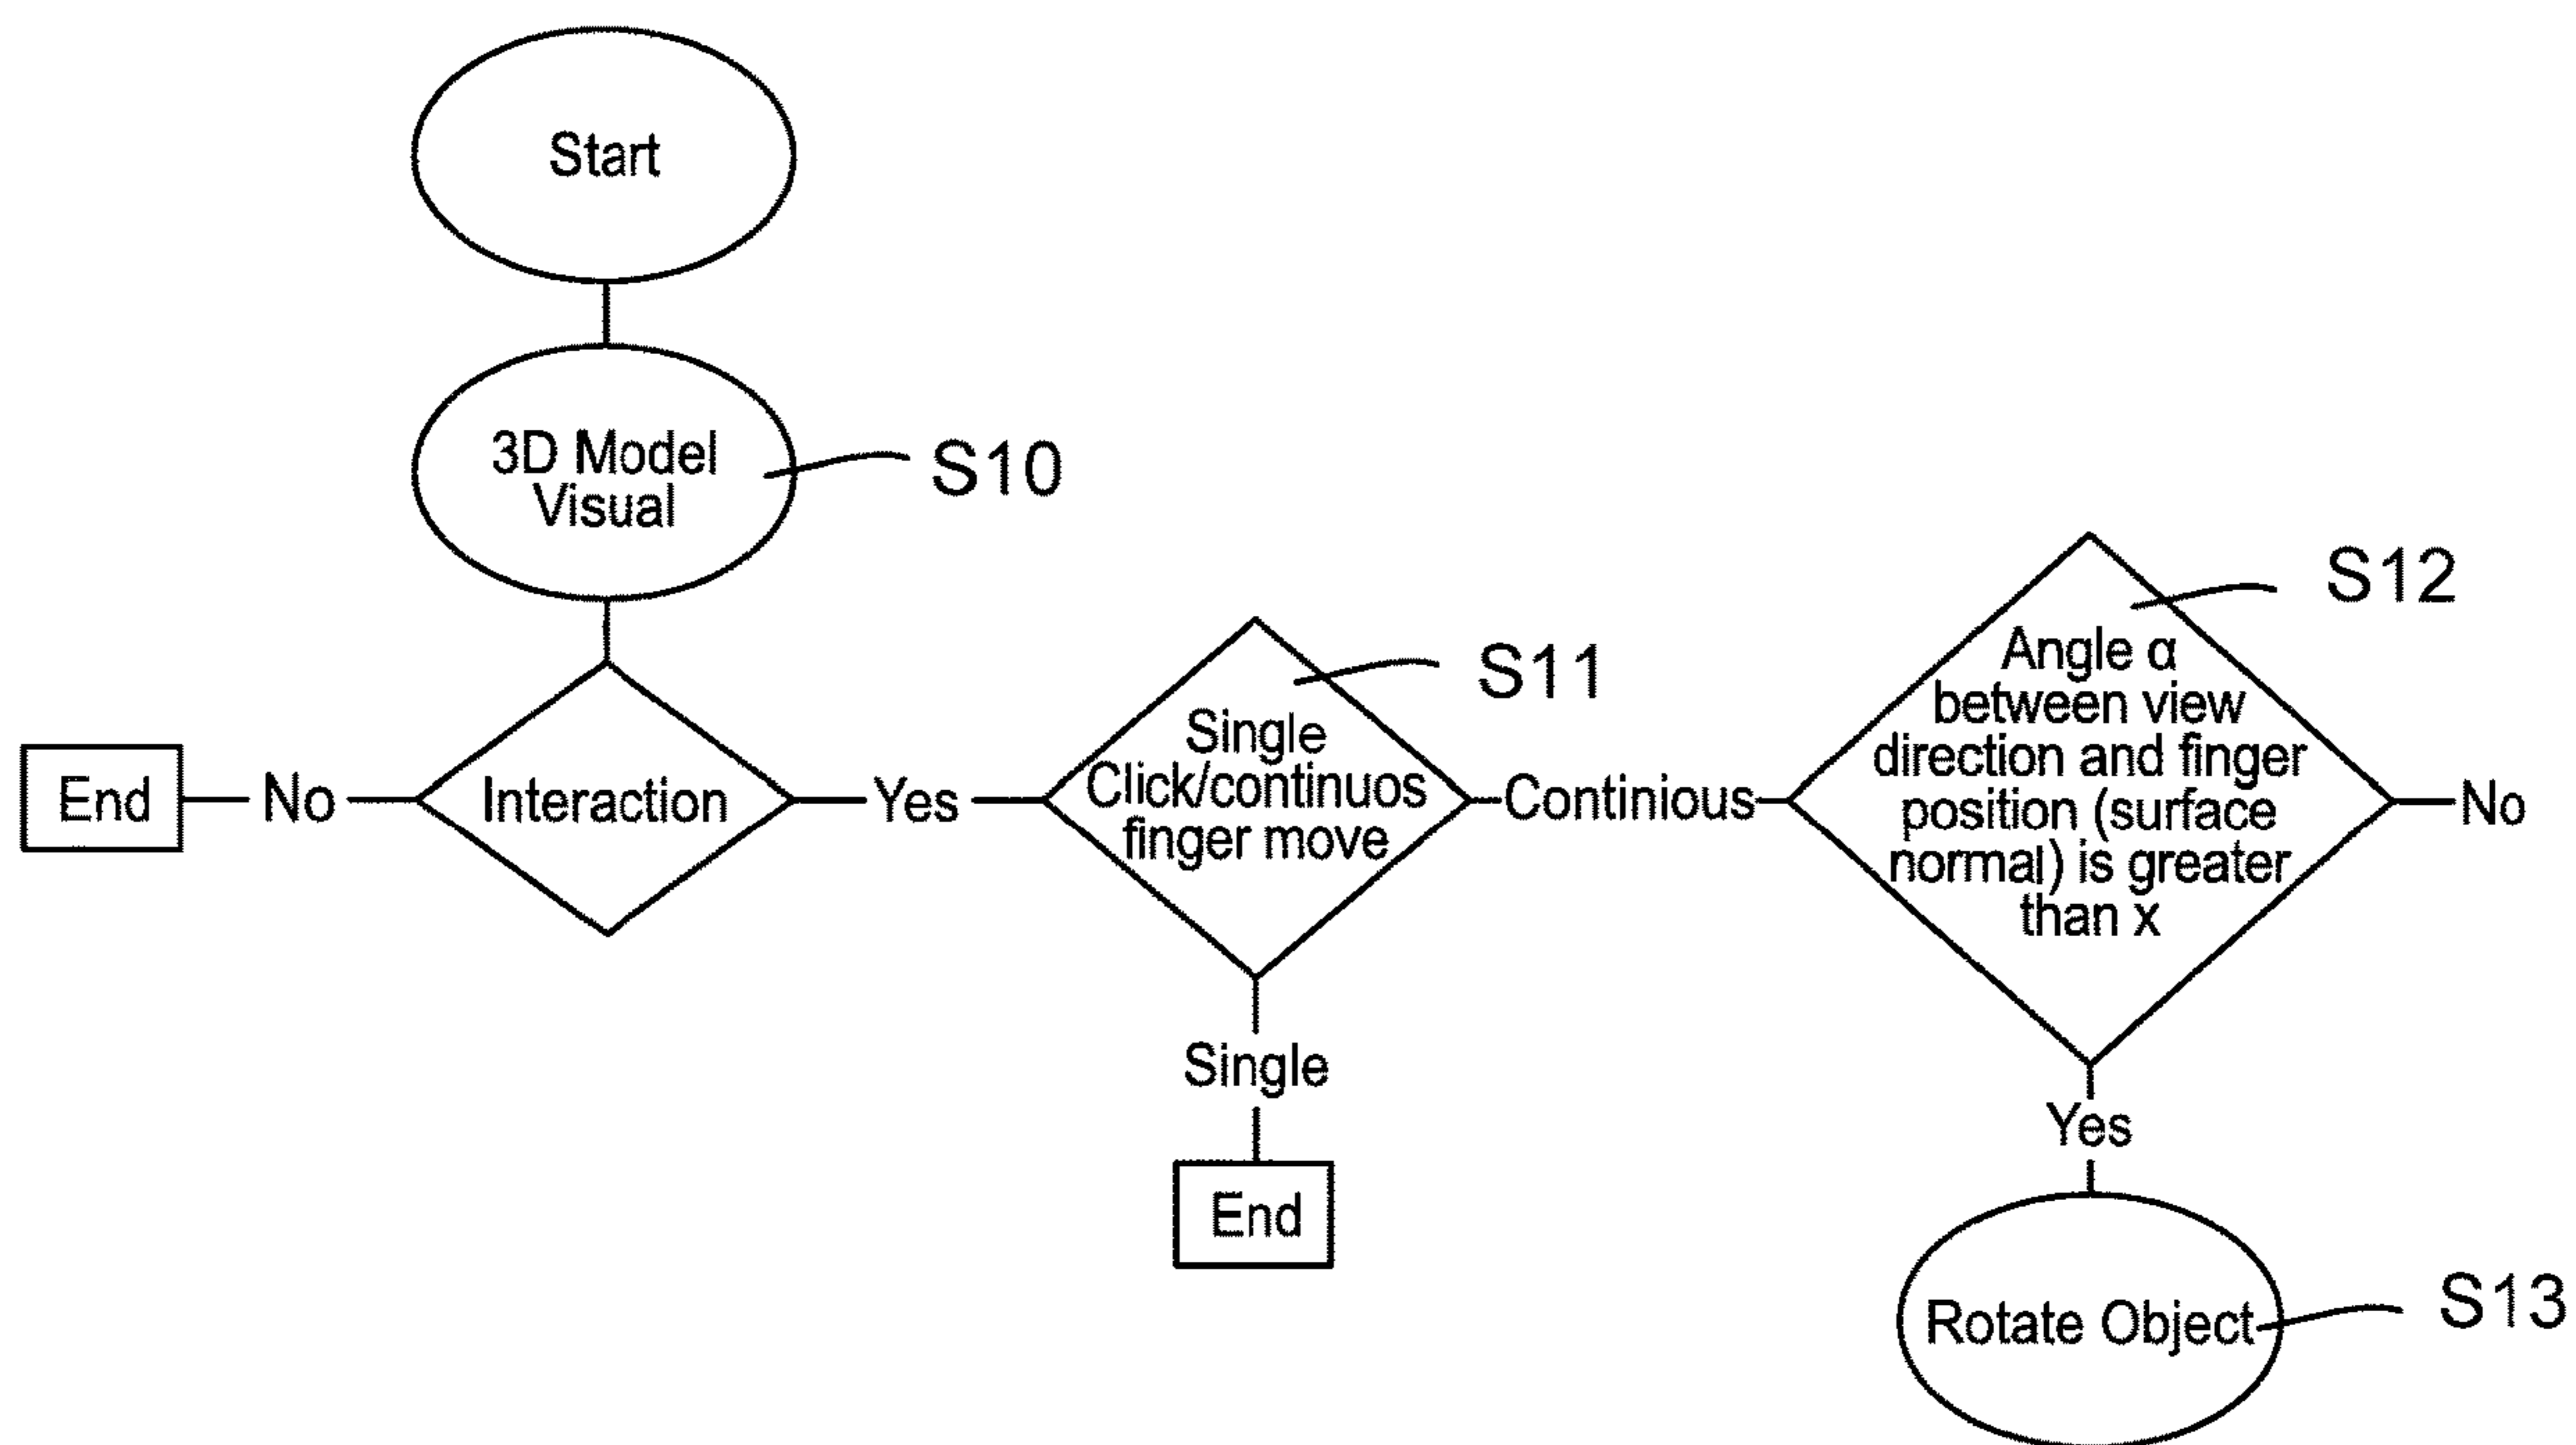 Start
3D Model
Visual
S10
End
No
Interaction
Yes
Single
Click/continuos
finger move
S11
Single
End
Continious
Angle α
between view
direction and finger
position (surface
normal) is greater
than x
S12
No
Yes
Rotate Object
S13